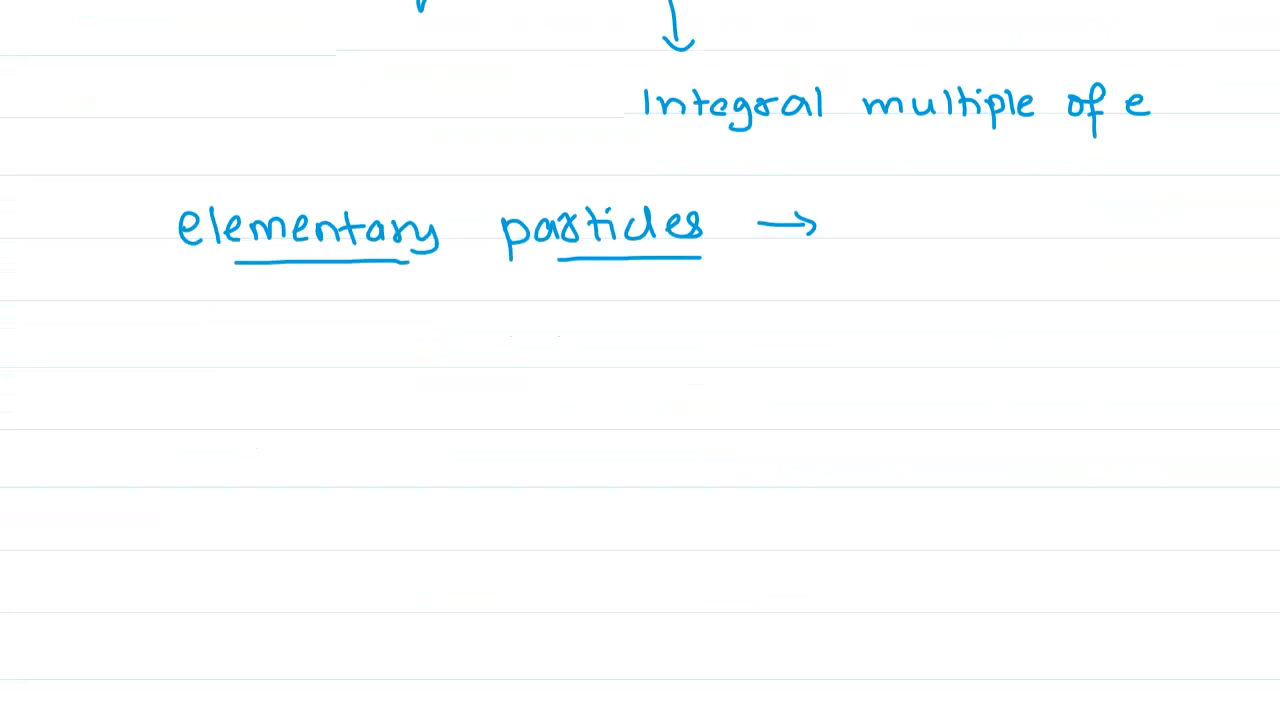 Integral multiple of e
elementary particles →